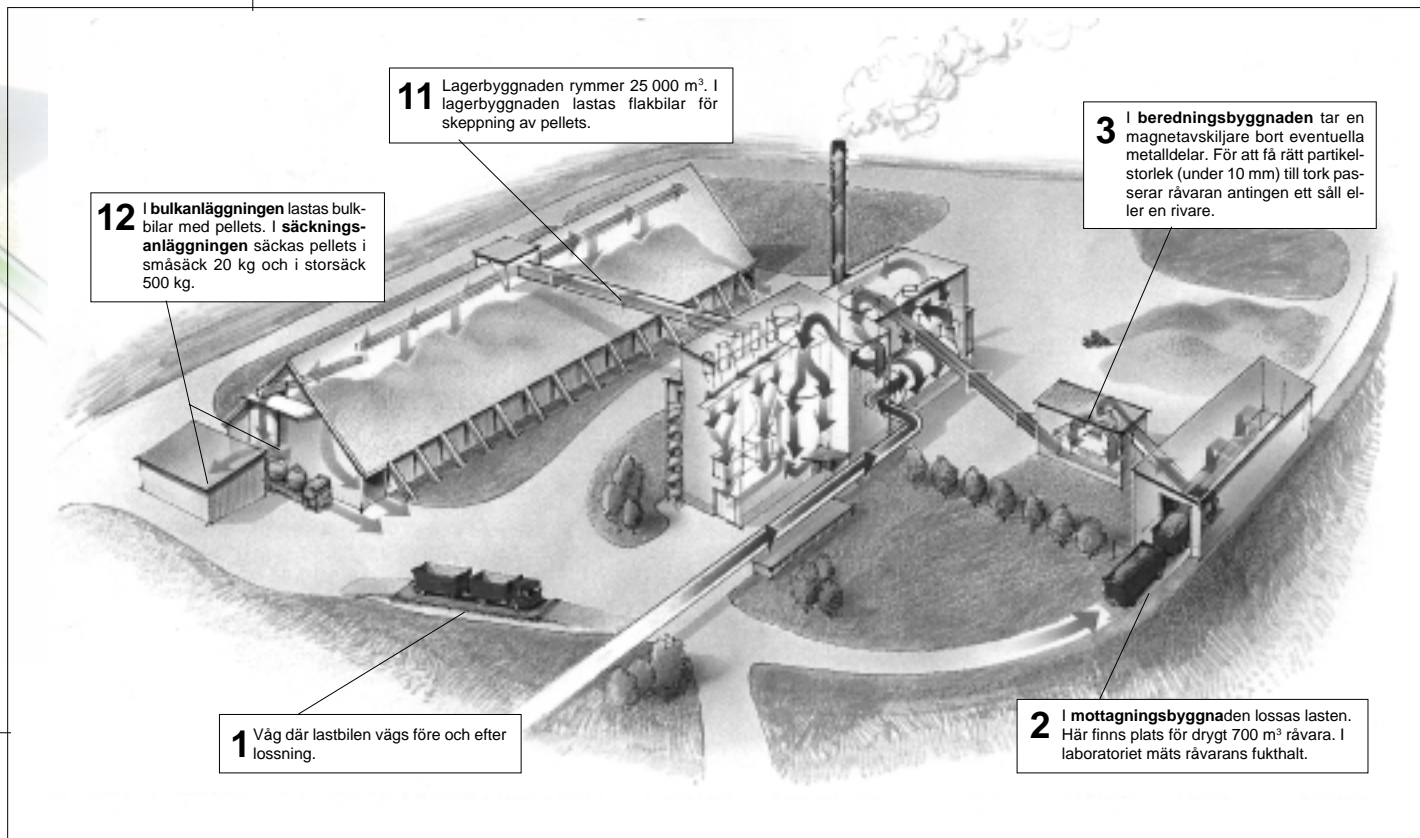 11 Lagerbyggnaden rymmer 25 000 m³. I
lagerbyggnaden lastas flakbilar för
skeppning av pellets.
3 I beredningsbyggnaden tar en
magnetavskiljare bort eventuella
metalldelar. För att få rätt partikel-
storlek (under 10 mm) till tork pas-
serar råvaran antingen ett såll el-
ler en rivare.
12 I bulkanläggningen lastas bulk-
bilar med pellets. I säcknings-
anläggningen säckas pellets i
småsäck 20 kg och i storsäck
500 kg.
1 Våg där lastbilen vägs före och efter
lossning.
2 I mottagningsbyggnaden lossas lasten.
Här finns plats för drygt 700 m³ råvara. I
laboratoriet mäts råvarans fukthalt.